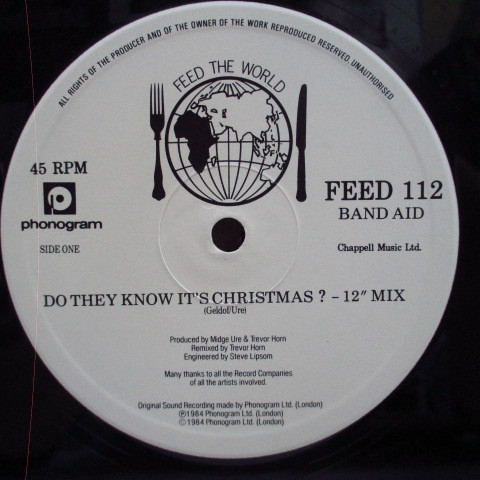 ALL RIGHTS OF THE PRODUCER AND OF THE OWNER OF THE WORK REPRODUCED RESERVED. UNAUTHORISED
FEED THE WORLD
45 RPM
phonogram
SIDE ONE
FEED 112
BAND AID
Chappell Music Ltd.
DO THEY KNOW IT'S CHRISTMAS ? – 12" MIX
(Geldof/Ure)
Produced by Midge Ure & Trevor Horn
Remixed by Trevor Horn
Engineered by Steve Lipsom
Many thanks to all the Record Companies
of all the artists involved.
Original Sound Recording made by Phonogram Ltd. (London)
Ⓟ1984 Phonogram Ltd. (London)
©1984 Phonogram Ltd. (London)